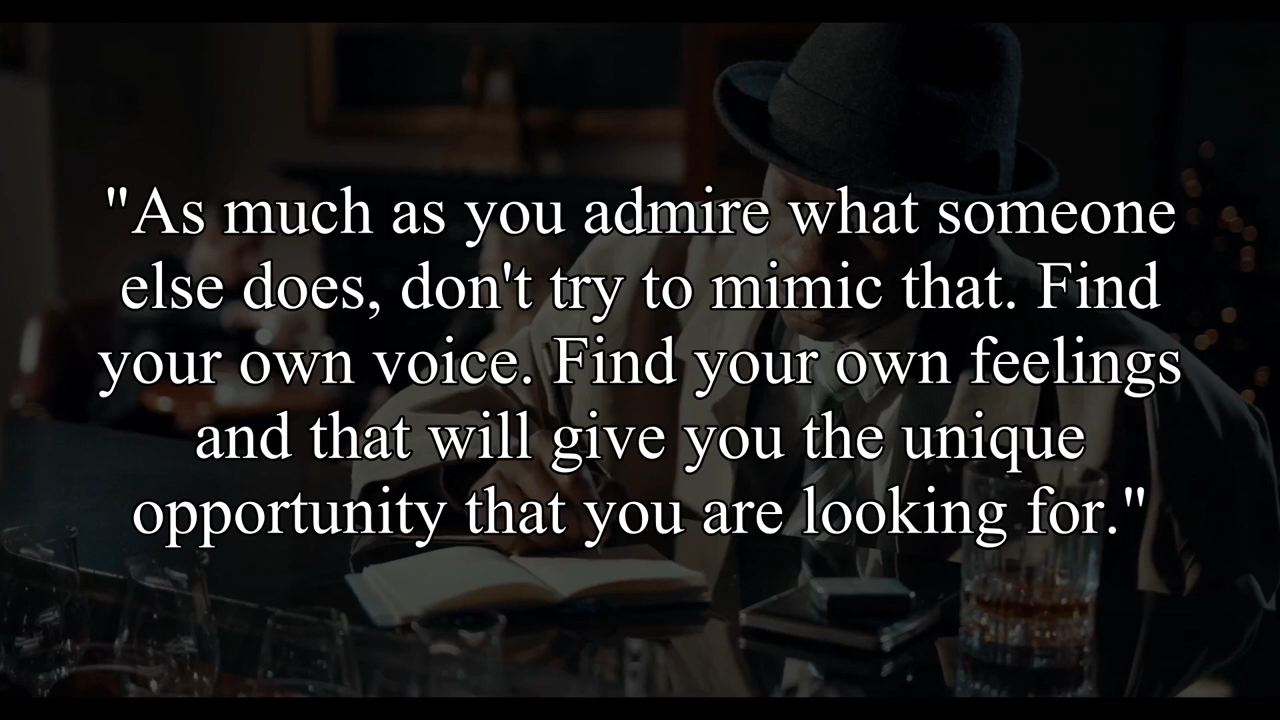 "As much as you admire what someone
else does, don't try to mimic that. Find
your own voice. Find your own feelings
and that will give you the unique
opportunity that you are looking for."